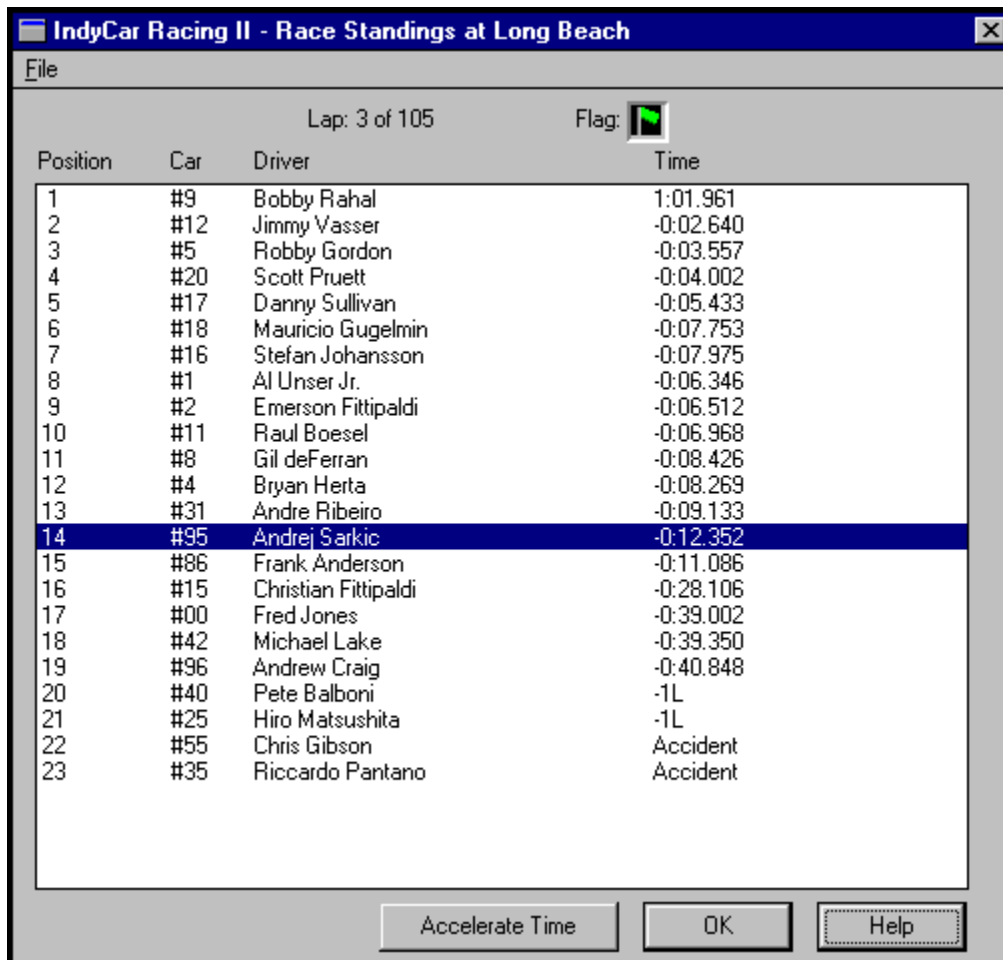 IndyCar Racing II - Race Standings at Long Beach
File
Lap: 3 of 105 Flag:
Position Car Driver Time
1 #9 Bobby Rahal 1:01.961
2 #12 Jimmy Vasser -0:02.640
3 #5 Robby Gordon -0:03.557
4 #20 Scott Pruett -0:04.002
5 #17 Danny Sullivan -0:05.433
6 #18 Mauricio Gugelmin -0:07.753
7 #16 Stefan Johansson -0:07.975
8 #1 Al Unser Jr. -0:06.346
9 #2 Emerson Fittipaldi -0:06.512
10 #11 Raul Boesel -0:06.968
11 #8 Gil deFerran -0:08.426
12 #4 Bryan Herta -0:08.269
13 #31 Andre Ribeiro -0:09.133
14 #95 Andrej Sarkic -0:12.352
15 #86 Frank Anderson -0:11.086
16 #15 Christian Fittipaldi -0:28.106
17 #00 Fred Jones -0:39.002
18 #42 Michael Lake -0:39.350
19 #96 Andrew Craig -0:40.848
20 #40 Pete Balboni -1L
21 #25 Hiro Matsushita -1L
22 #55 Chris Gibson Accident
23 #35 Riccardo Pantano Accident
Accelerate Time OK Help